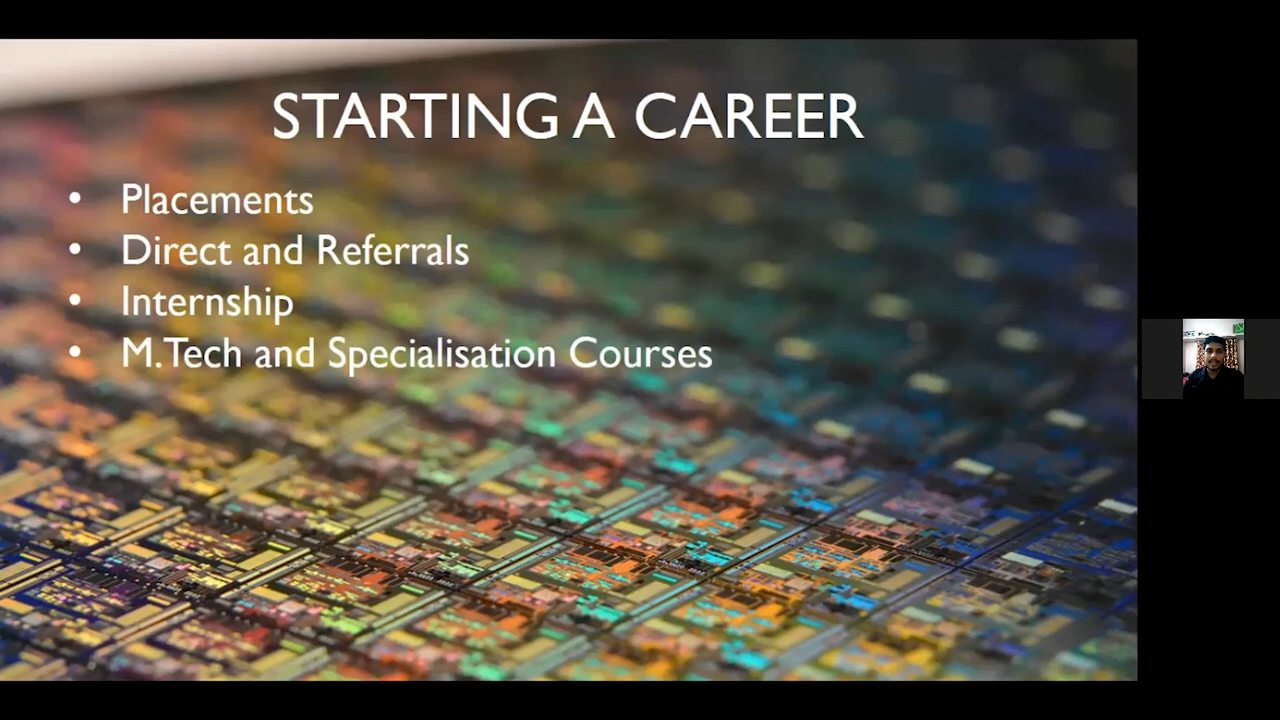 STARTING A CAREER
• Placements
• Direct and Referrals
• Internship
• M.Tech and Specialisation Courses